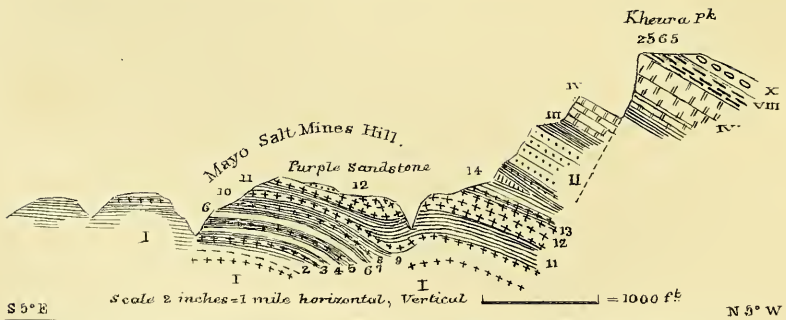 Kheura Pk
2565
X
VIII
IV
IV
III
II
Mayo Salt Mines Hill.
Purple Sandstone
14
11
12
10
6
13
12
11
I
I
2 3 4 5 6 7 8 9
I
Scale 2 inches=1 mile horizontal, Vertical = 1000 ft
S 5° E
N 5° W